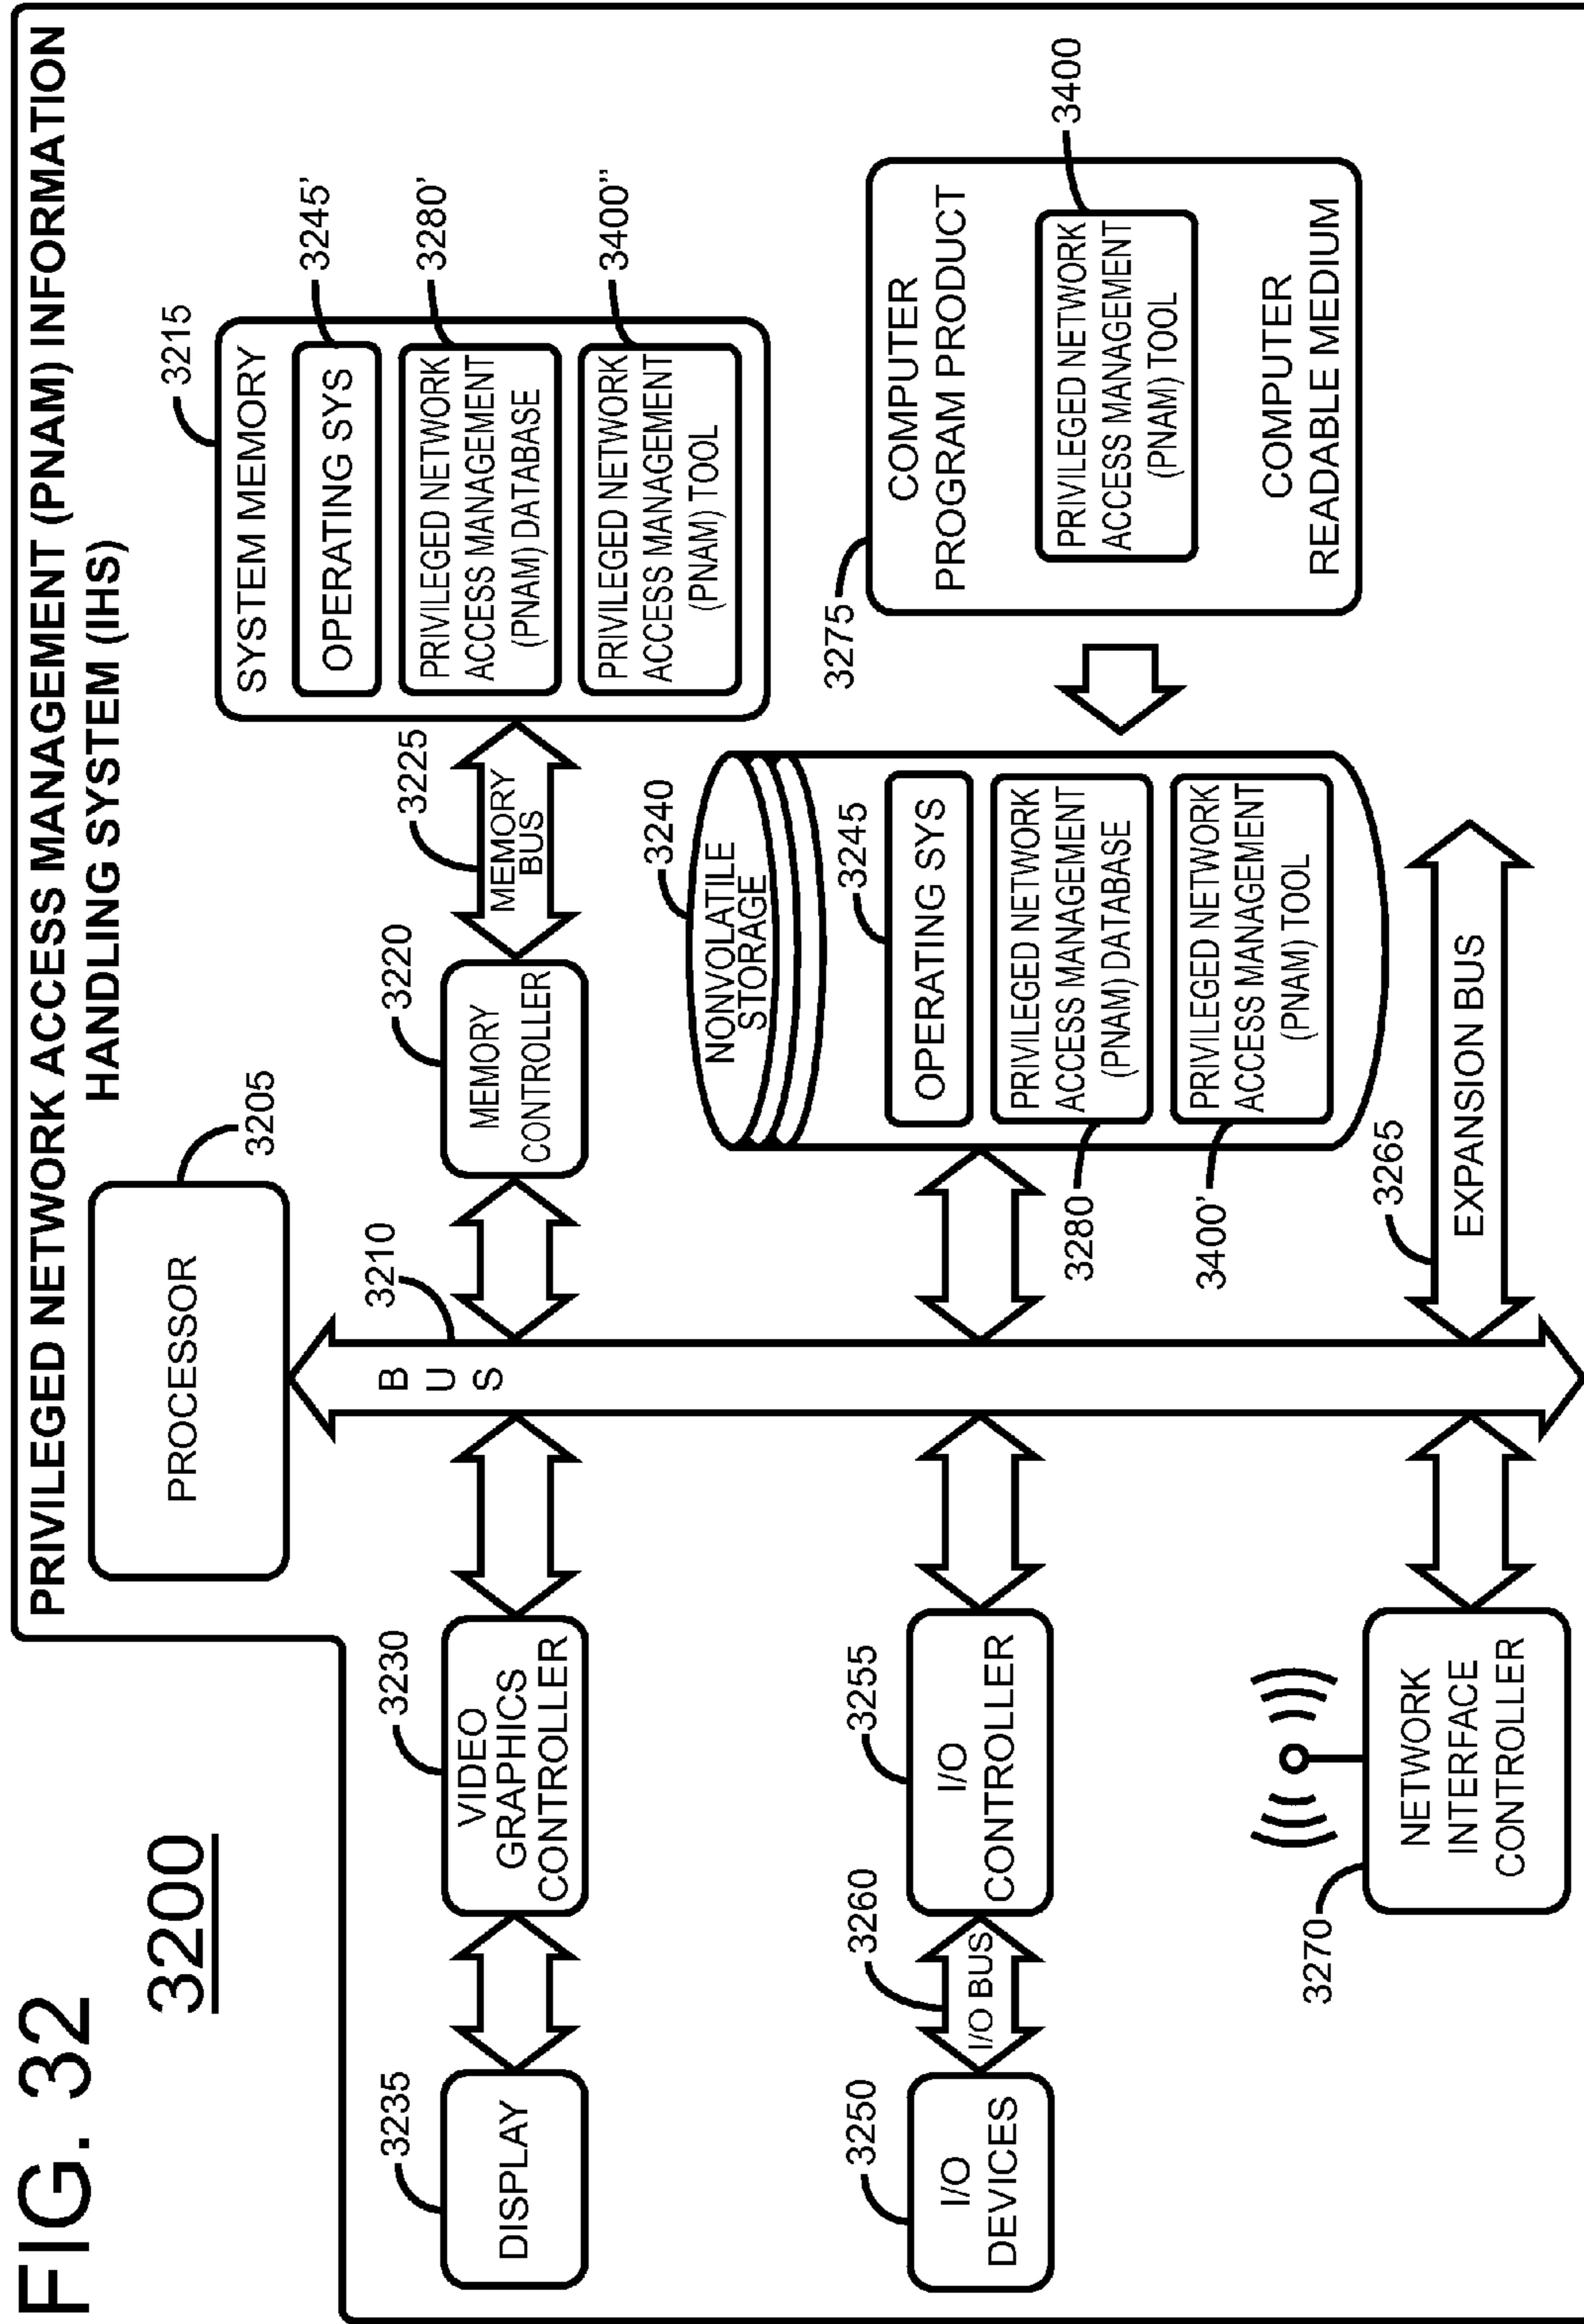 FIG. 32
3200
PRIVILEGED NETWORK ACCESS MANAGEMENT (PNAM) INFORMATION
HANDLING SYSTEM (IHS)
PROCESSOR
3205
3210
B
U
S
3235
DISPLAY
3230
VIDEO
GRAPHICS
CONTROLLER
3220
MEMORY
CONTROLLER
3225
MEMORY
BUS
3215
SYSTEM MEMORY
OPERATING SYS
3245'
PRIVILEGED NETWORK
ACCESS MANAGEMENT
(PNAM) DATABASE
3280'
PRIVILEGED NETWORK
ACCESS MANAGEMENT
(PNAM) TOOL
3400''
3250
I/O
DEVICES
3260
I/O BUS
3255
I/O
CONTROLLER
3240
NONVOLATILE
STORAGE
3245
OPERATING SYS
PRIVILEGED NETWORK
ACCESS MANAGEMENT
(PNAM) DATABASE
3280
PRIVILEGED NETWORK
ACCESS MANAGEMENT
(PNAM) TOOL
3400'
3275
COMPUTER
PROGRAM PRODUCT
PRIVILEGED NETWORK
ACCESS MANAGEMENT
(PNAM) TOOL
3400
COMPUTER
READABLE MEDIUM
3270
NETWORK
INTERFACE
CONTROLLER
3265
EXPANSION BUS